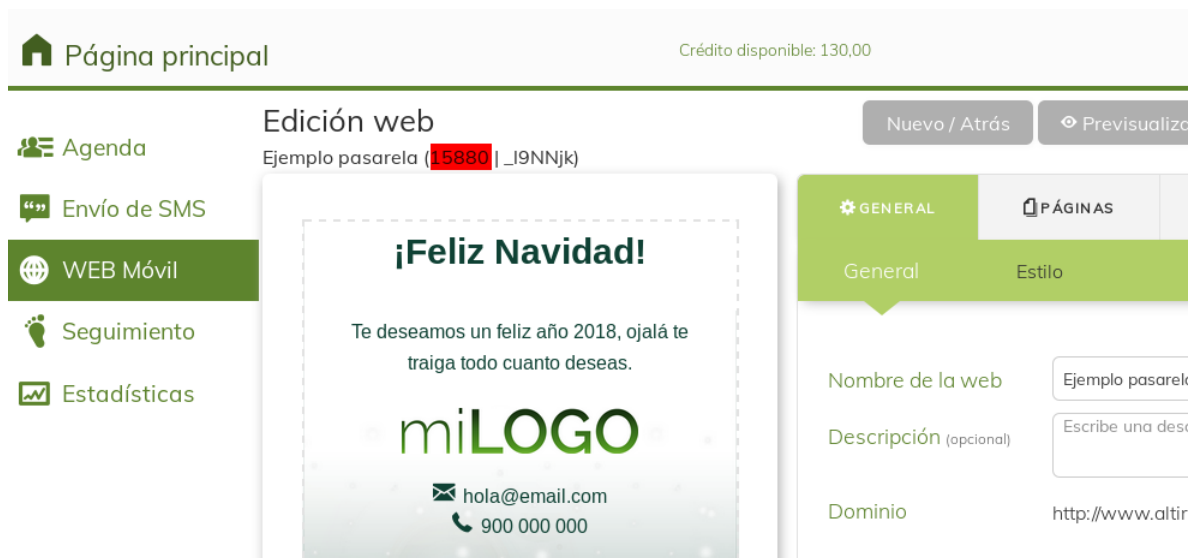 Página principal
Crédito disponible: 130,00
Agenda
Envío de SMS
WEB Móvil
Seguimiento
Estadísticas
Edición web
Ejemplo pasarela (15880 | _I9NNjk)
Nuevo / Atrás
Previsualiza
¡Feliz Navidad!
Te deseamos un feliz año 2018, ojalá te
traiga todo cuanto deseas.
miLOGO
hola@email.com
900 000 000
GENERAL
PÁGINAS
General
Estilo
Nombre de la web
Ejemplo pasarela
Descripción (opcional)
Escribe una desc
Dominio
http://www.altir